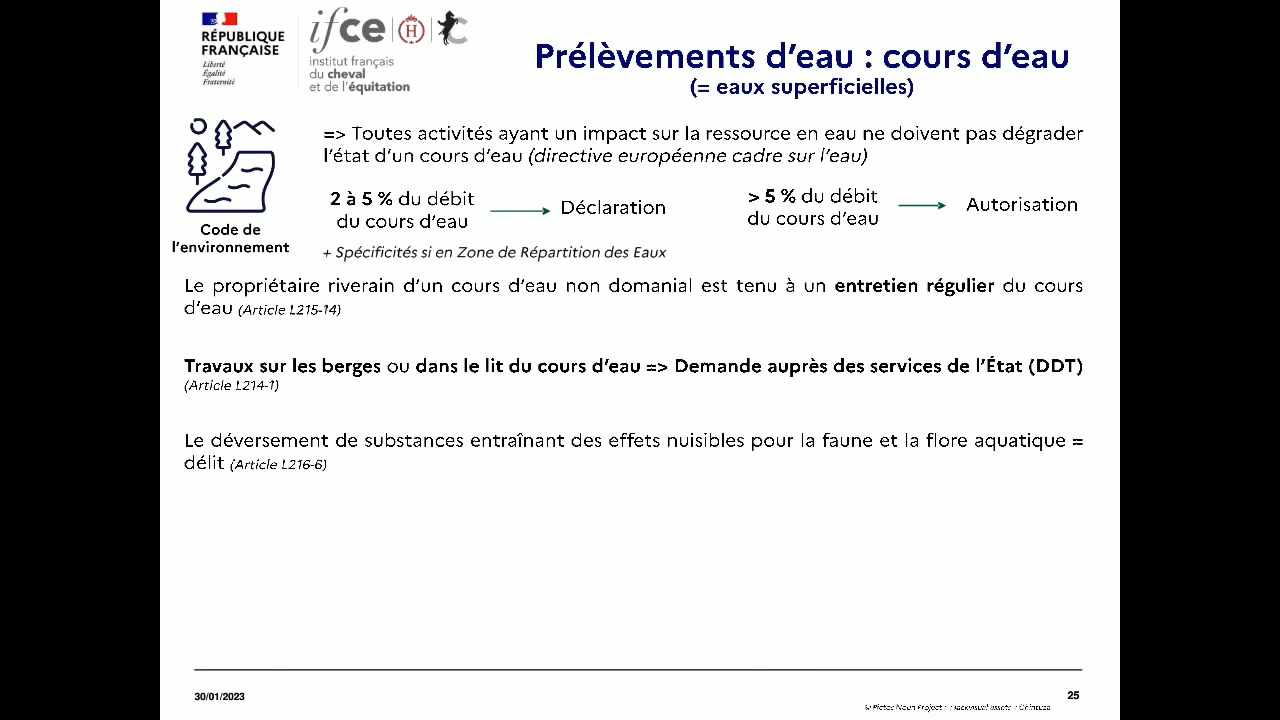 RÉPUBLIQUE
FRANÇAISE
Liberté
Égalité
Fraternité
ifce
institut français
du cheval
et de l'équitation
Prélèvements d'eau : cours d'eau
(= eaux superficielles)
=> Toutes activités ayant un impact sur la ressource en eau ne doivent pas dégrader
l'état d'un cours d'eau (directive européenne cadre sur l'eau)
2 à 5 % du débit
du cours d'eau
Déclaration
> 5 % du débit
du cours d'eau
Autorisation
Code de
l'environnement
+ Spécificités si en Zone de Répartition des Eaux
Le propriétaire riverain d'un cours d'eau non domanial est tenu à un entretien régulier du cours
d'eau (Article L215-14)
Travaux sur les berges ou dans le lit du cours d'eau => Demande auprès des services de l'État (DDT)
(Article L214-1)
Le déversement de substances entraînant des effets nuisibles pour la faune et la flore aquatique =
délit (Article L216-6)
30/01/2023
25
© Pictos Noun Project :